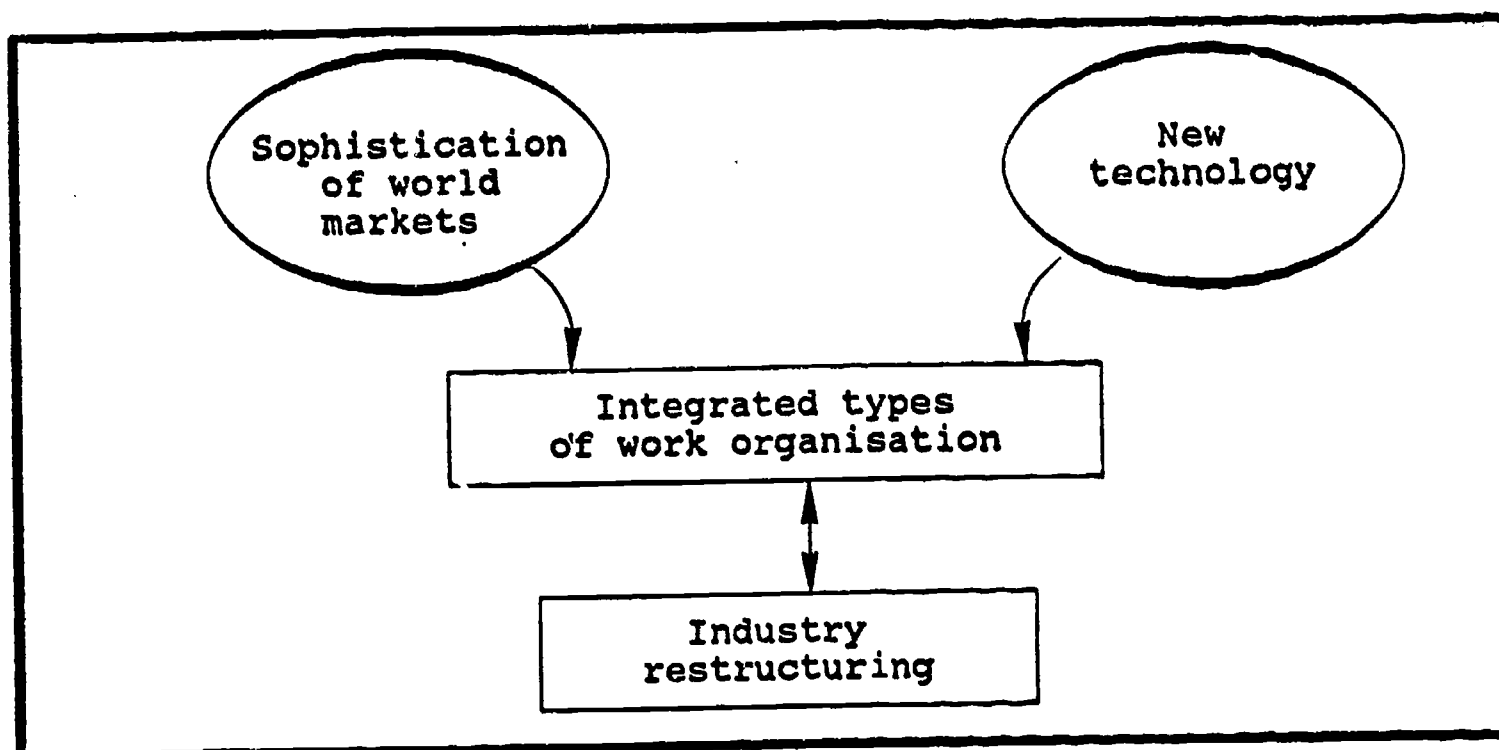 Sophistication
of world
markets
New
technology
Integrated types
of work organisation
Industry
restructuring